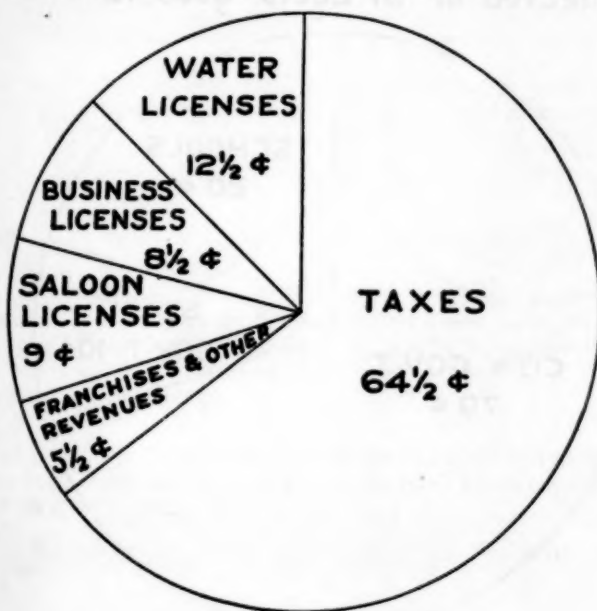 WATER
LICENSES
12½ ¢
BUSINESS
LICENSES
8½ ¢
SALOON
LICENSES
9 ¢
FRANCHISES & OTHER
REVENUES
5½ ¢
TAXES
64½ ¢